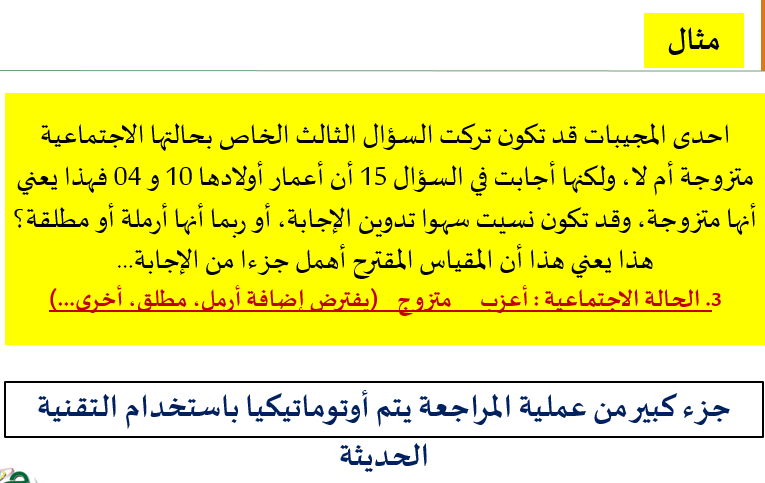 مثال
احدى المجيبات قد تكون تركت السؤال الثالث الخاص بحالتها الاجتماعية
متزوجة أم لا، ولكنها أجابت في السؤال 15 أن أعمار أولادها 10 و 04 فهذا يعني
أنها متزوجة، وقد تكون نسيت سهوا تدوين الإجابة، أو ربما أنها أرملة أو مطلقة؟
هذا يعني هذا أن المقياس المقترح أهمل جزءا من الإجابة...
3. الحالة الاجتماعية : أعزب متزوج (يفترض إضافة أرمل، مطلق، أخرى...)
جزء كبير من عملية المراجعة يتم أوتوماتيكيا باستخدام التقنية
الحديثة